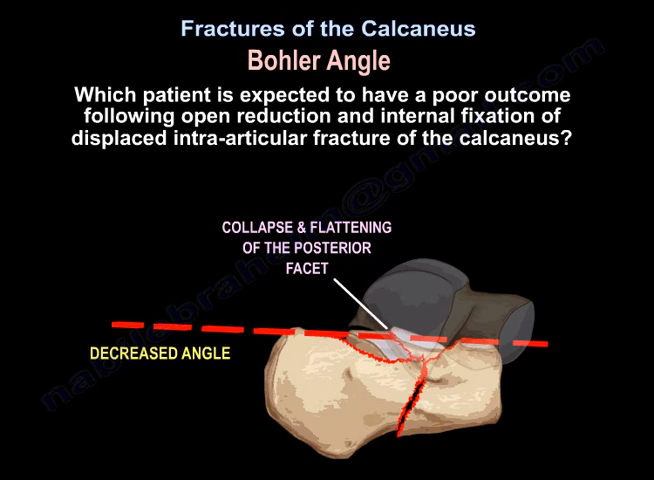 Fractures of the Calcaneus
Bohler Angle
Which patient is expected to have a poor outcome
following open reduction and internal fixation of
displaced intra-articular fracture of the calcaneus?
COLLAPSE & FLATTENING
OF THE POSTERIOR
FACET
DECREASED ANGLE